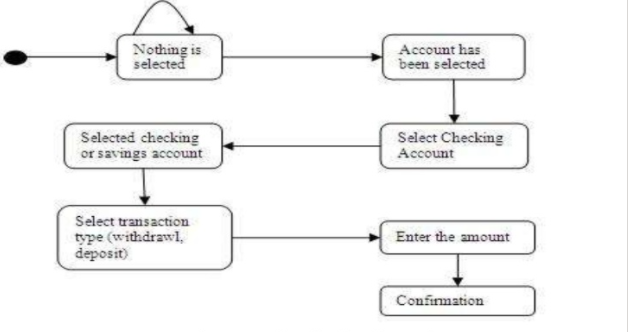 Nothing is
selected
Account has
been selected
Selected checking
or savings account
Select Checking
Account
Select transaction
type (withdrawl,
deposit)
Enter the amount
Confirmation